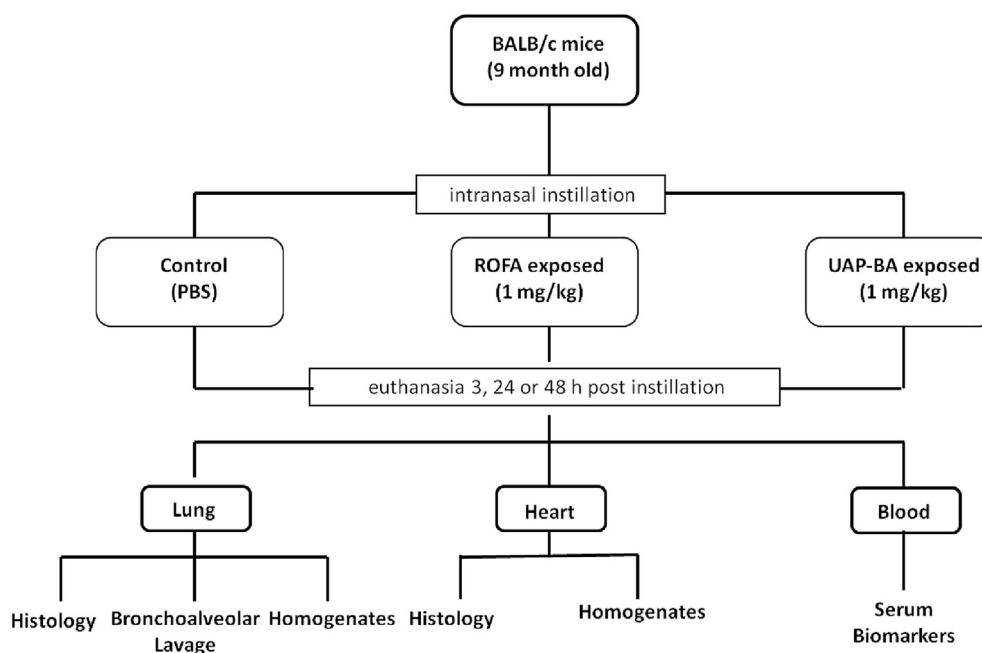 BALB/c mice
(9 month old)
intranasal instillation
Control
(PBS)
ROFA exposed
(1 mg/kg)
UAP-BA exposed
(1 mg/kg)
euthanasia 3, 24 or 48 h post instillation
Lung
Heart
Blood
Histology
Bronchoalveolar
Lavage
Homogenates
Histology
Homogenates
Serum
Biomarkers